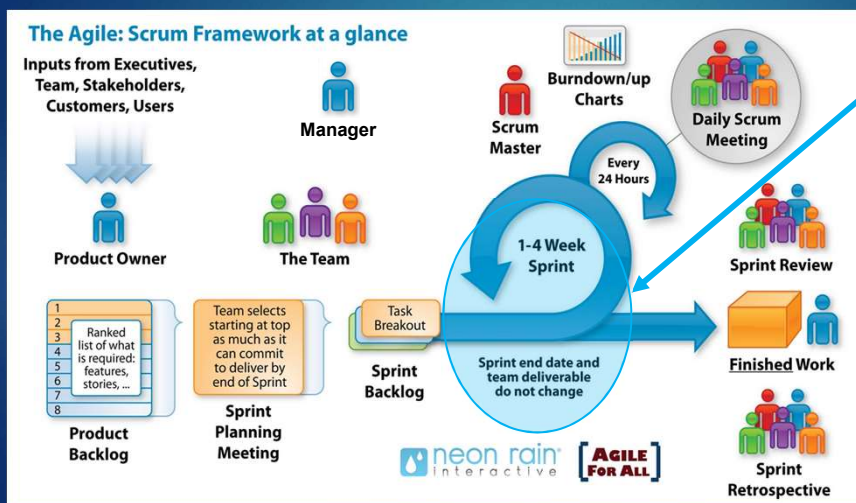 The Agile: Scrum Framework at a glance
Inputs from Executives,
Team, Stakeholders,
Customers, Users
Manager
Scrum
Master
Burndown/up
Charts
Daily Scrum
Meeting
Every
24 Hours
Product Owner
The Team
1-4 Week
Sprint
Sprint Review
1
2
3
4
5
6
7
8
Ranked
list of what
is required:
features,
stories, ...
Product
Backlog
Team selects
starting at top
as much as it
can commit
to deliver by
end of Sprint
Sprint
Planning
Meeting
Task
Breakout
Sprint
Backlog
Sprint end date and
team deliverable
do not change
Finished Work
Sprint
Retrospective
neon rain
interactive
AGILE
FOR ALL